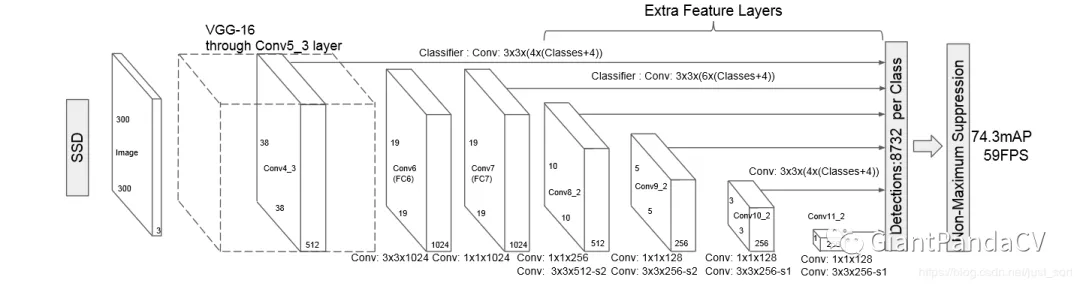 Extra Feature Layers
VGG-16
through Conv5_3 layer
Classifier : Conv: 3x3x(4x(Classes+4))
Classifier : Conv: 3x3x(6x(Classes+4))
SSD
300
Image
300
3
38
Conv4_3
38
512
19
Conv6
(FC6)
19
1024
19
Conv7
(FC7)
19
1024
10
Conv8_2
10
512
5
Conv9_2
5
256
Conv: 3x3x(4x(Classes+4))
3
Conv10_2
3
256
Conv11_2
1
Detections:8732 per Class
Non-Maximum Suppression
74.3mAP
59FPS
Conv: 3x3x1024
Conv: 1x1x1024
Conv: 1x1x256
Conv: 3x3x512-s2
Conv: 1x1x128
Conv: 3x3x256-s2
Conv: 1x1x128
Conv: 3x3x256-s1
Conv: 1x1x128
Conv: 3x3x256-s1
GiantPandaCV
https://blog.csdn.net/just_sort